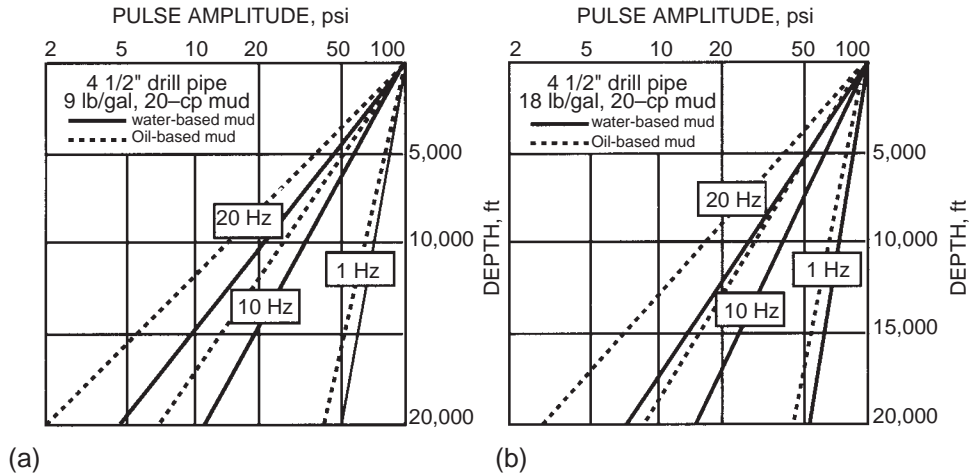 PULSE AMPLITUDE, psi
2 5 10 20 50 100
4 1/2" drill pipe
9 lb/gal, 20–cp mud
water-based mud
Oil-based mud
5,000
20 Hz
10,000
1 Hz
10 Hz
20,000
DEPTH, ft
(a)
PULSE AMPLITUDE, psi
2 5 10 20 50 100
4 1/2" drill pipe
18 lb/gal, 20–cp mud
water-based mud
Oil-based mud
5,000
20 Hz
10,000
1 Hz
10 Hz
15,000
20,000
DEPTH, ft
(b)